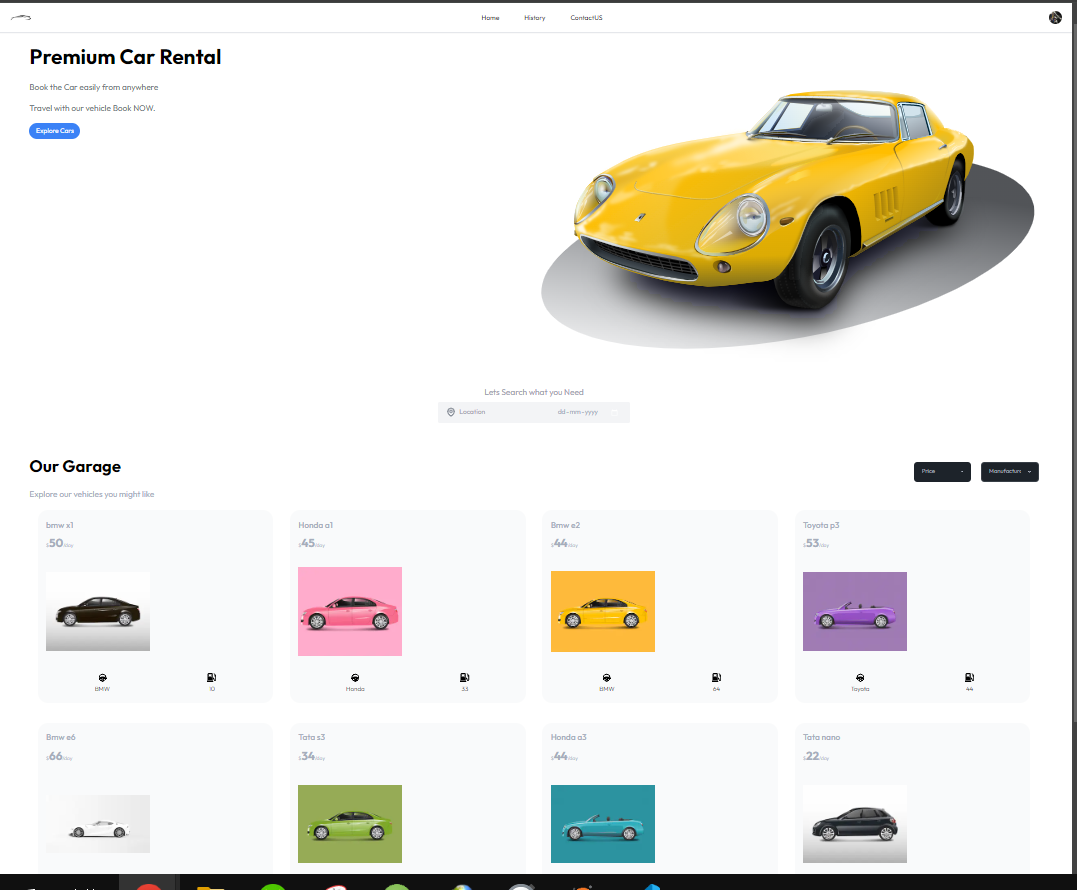 Home History ContactUS
Premium Car Rental
Book the Car easily from anywhere
Travel with our vehicle Book NOW.
Explore Cars
Lets Search what you Need
Location dd-mm-yyyy
Our Garage
Price Manufacturs
Explore our vehicles you might like
bmw x1
$50/day
BMW 10
Honda a1
$45/day
Honda 33
Bmw e2
$44/day
BMW 64
Toyota p3
$53/day
Toyota 44
Bmw e6
$66/day
Tata s3
$34/day
Honda a3
$44/day
Tata nano
$22/day